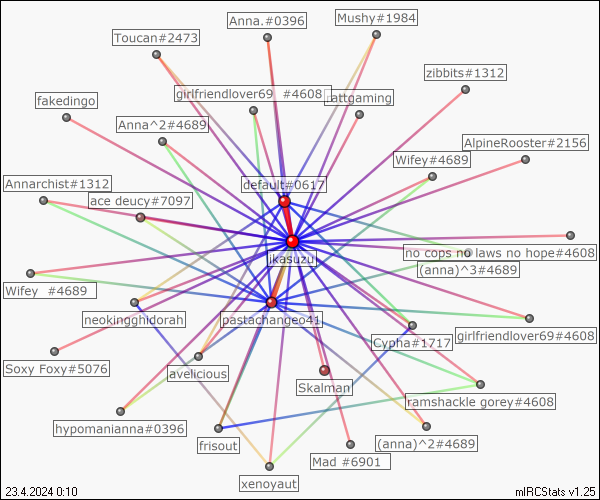 Anna.#0396
Mushy#1984
Toucan#2473
zibbits#1312
girlfriendlover69 #4608
rattgaming
fakedingo
Anna^2#4689
AlpineRooster#2156
Wifey#4689
Annarchist#1312
default#0617
ace deucy#7097
no cops no laws no hope#4608
jikasuzu
(anna)^3#4689
Wifey #4689
neokingghidorah
pastachangeo41
girlfriendlover69#4608
Cypha#1717
Soxy Foxy#5076
avelicious
Skalman
ramshackle gorey#4608
hypomanianna#0396
frisout
(anna)^2#4689
Mad #6901
xenoyaut
23.4.2024 0:10
mIRCStats v1.25